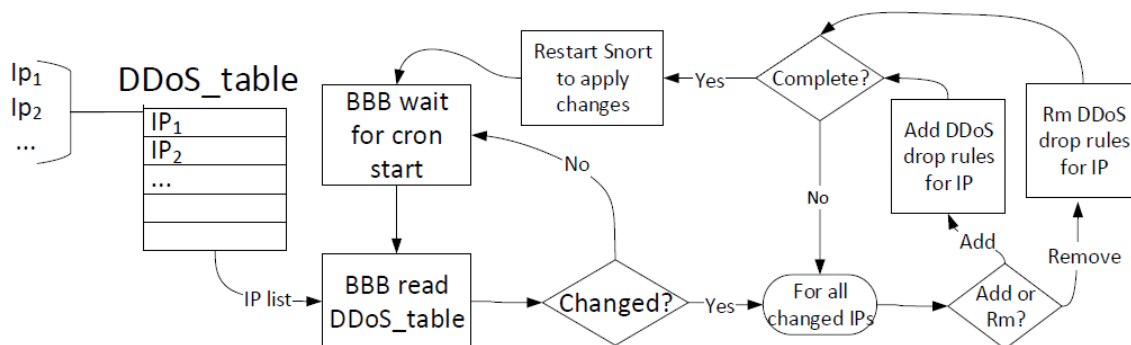 Ip₁
Ip₂
...
DDoS_table
IP₁
IP₂
...
IP list
BBB wait
for cron
start
BBB read
DDoS_table
Changed?
No
Yes
Restart Snort
to apply
changes
Yes
Complete?
No
For all
changed IPs
Add or
Rm?
Add
Remove
Add DDoS
drop rules
for IP
Rm DDoS
drop rules
for IP